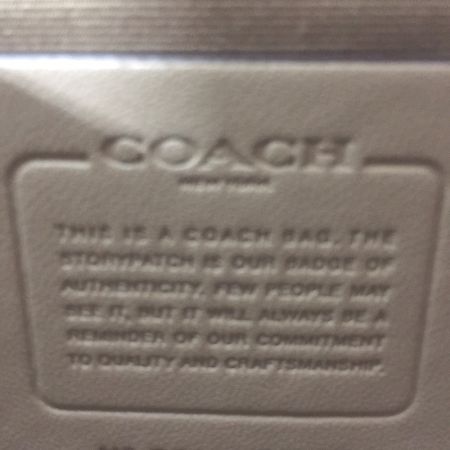 COACH
NEW YORK
THIS IS A COACH BAG. THE
STORYPATCH IS OUR BADGE OF
AUTHENTICITY. FEW PEOPLE MAY
SEE IT, BUT IT WILL ALWAYS BE A
REMINDER OF OUR COMMITMENT
TO QUALITY AND CRAFTSMANSHIP.